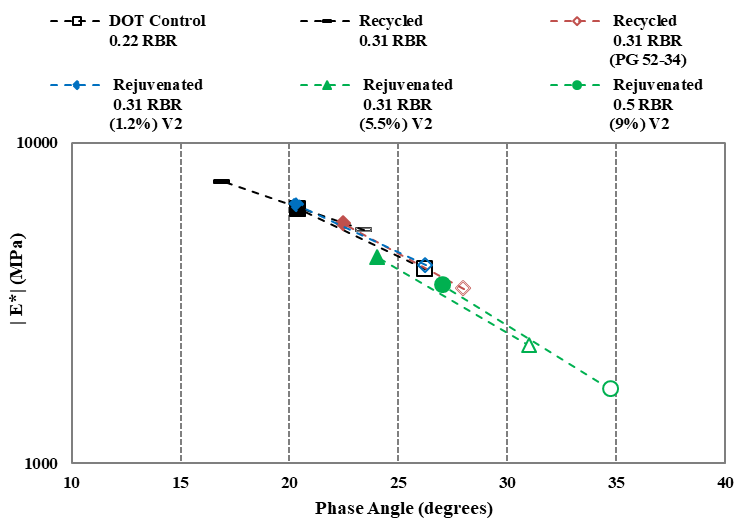 DOT Control
0.22 RBR
Recycled
0.31 RBR
Recycled
0.31 RBR
(PG 52-34)
Rejuvenated
0.31 RBR
(1.2%) V2
Rejuvenated
0.31 RBR
(5.5%) V2
Rejuvenated
0.5 RBR
(9%) V2
10000
1000
|E*| (MPa)
10 15 20 25 30 35 40
Phase Angle (degrees)